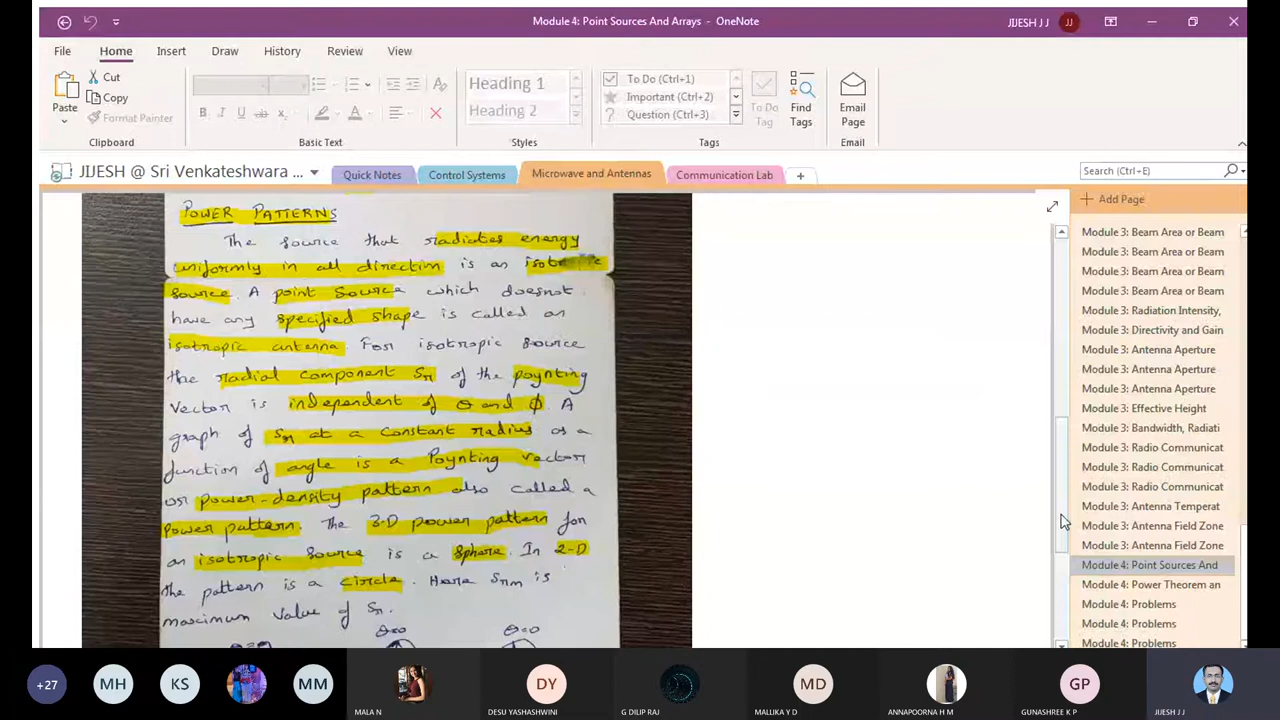 Module 4: Point Sources And Arrays - OneNote
JIJESH J J
JJ
File
Home
Insert
Draw
History
Review
View
Paste
Cut
Copy
Format Painter
Clipboard
Basic Text
Heading 1
Heading 2
Styles
To Do (Ctrl+1)
Important (Ctrl+2)
Question (Ctrl+3)
To Do Tag
Find Tags
Tags
Email Page
Email
JIJESH @ Sri Venkateshwara ...
Quick Notes
Control Systems
Microwave and Antennas
Communication Lab
Search (Ctrl+E)
POWER PATTERNS
The source that radiates energy
uniformly in all direction is an
source. A point source which doesnot
have any specified shape is called an
isotropic antenna. For isotropic source
the radial component Sr of the poynting
vector is independent of θ and φ. A
graph of Sr at a constant radius as a
function of angle is a Poynting vector
or power-density pattern also called a
Power pattern. The 3-D power pattern for
an isotropic source is a sphere. In 2-D
the pattern is a circle. Here Srm is
maximum value of Sr.
θ=0
θ=0
Add Page
Module 3: Beam Area or Beam
Module 3: Beam Area or Beam
Module 3: Beam Area or Beam
Module 3: Beam Area or Beam
Module 3: Radiation Intensity,
Module 3: Directivity and Gain
Module 3: Antenna Aperture
Module 3: Antenna Aperture
Module 3: Antenna Aperture
Module 3: Effective Height
Module 3: Bandwidth, Radiati
Module 3: Radio Communicat
Module 3: Radio Communicat
Module 3: Radio Communicat
Module 3: Antenna Temperat
Module 3: Antenna Field Zone
Module 3: Antenna Field Zone
Module 4: Point Sources And
Module 4: Power Theorem an
Module 4: Problems
Module 4: Problems
Module 4: Problems
+27
MH
KS
MM
MALA N
DY
DESU YASHASHWINI
G DILIP RAJ
MD
MALLIKA Y D
ANNAPOORNA H M
GP
GUNASHREE K P
JIJESH J J